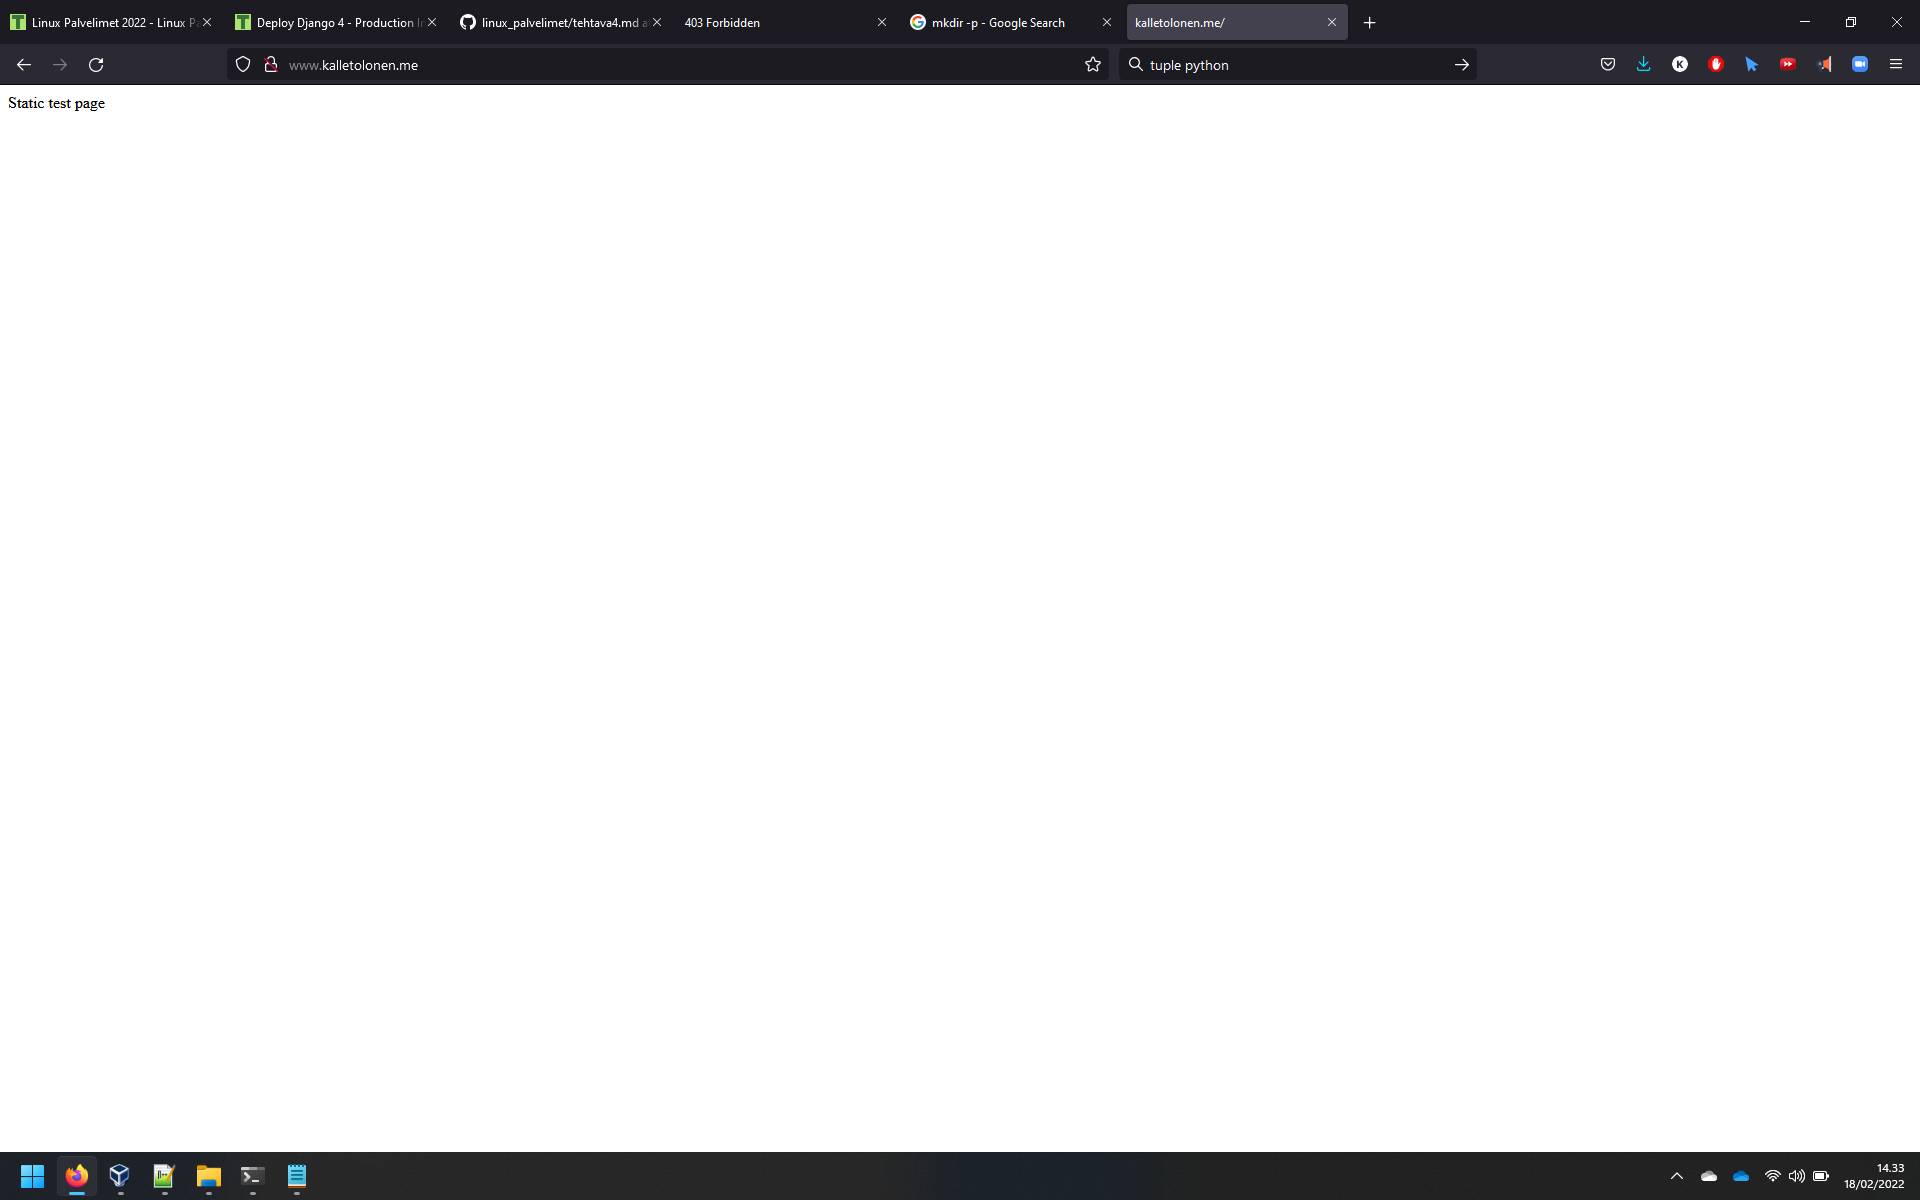 Linux Palvelimet 2022 - Linux P
Deploy Django 4 - Production I
linux_palvelimet/tehtava4.md a
403 Forbidden
mkdir -p - Google Search
kalletolonen.me/
www.kalletolonen.me
tuple python
Static test page
14.33
18/02/2022